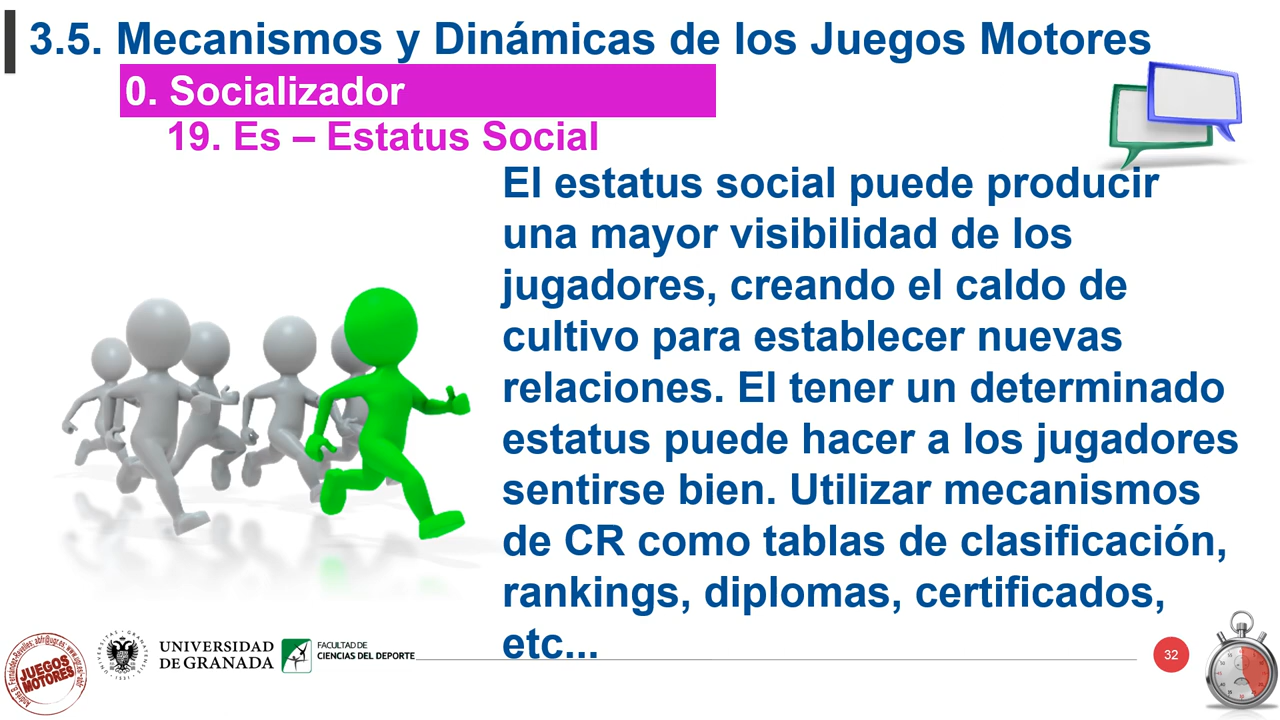 3.5. Mecanismos y Dinámicas de los Juegos Motores
0. Socializador
19. Es – Estatus Social
El estatus social puede producir
una mayor visibilidad de los
jugadores, creando el caldo de
cultivo para establecer nuevas
relaciones. El tener un determinado
estatus puede hacer a los jugadores
sentirse bien. Utilizar mecanismos
de CR como tablas de clasificación,
rankings, diplomas, certificados,
etc...
JUEGOS
MOTORES
UNIVERSIDAD
DE GRANADA
FACULTAD DE
CIENCIAS DEL DEPORTE
32